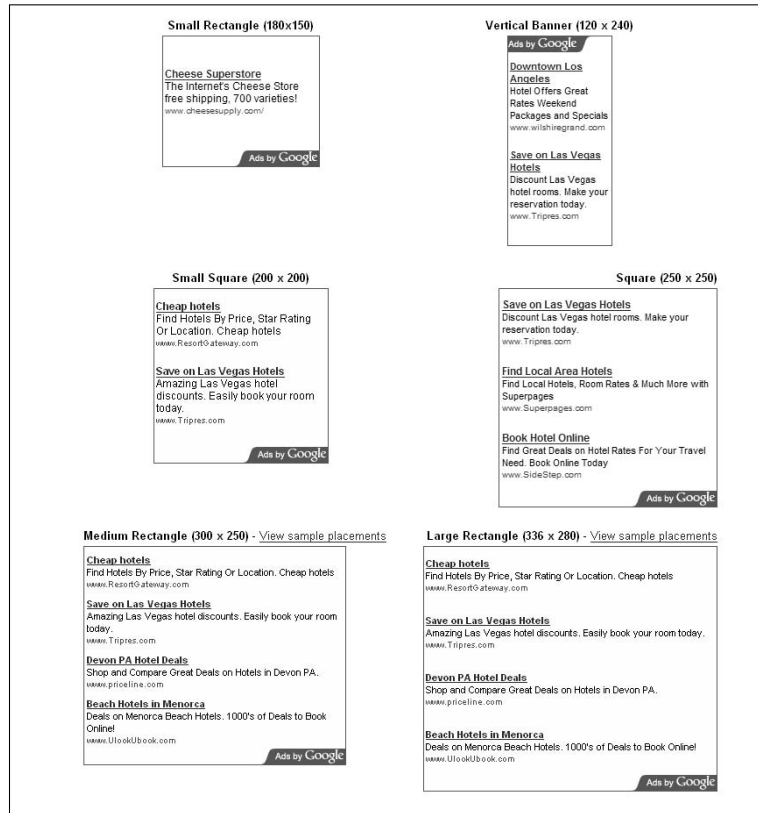 Small Rectangle (180x150)
Cheese Superstore
The Internet's Cheese Store
free shipping, 700 varieties!
www.cheesesupply.com/
Ads by Google
Vertical Banner (120 x 240)
Ads by Google
Downtown Los
Angeles
Hotel Offers Great
Rates Weekend
Packages and Specials
www.wilshiregrand.com
Save on Las Vegas
Hotels
Discount Las Vegas
hotel rooms. Make your
reservation today.
www.Tripres.com
Small Square (200 x 200)
Cheap hotels
Find Hotels By Price, Star Rating
Or Location. Cheap hotels
www.ResortGateway.com
Save on Las Vegas Hotels
Amazing Las Vegas hotel
discounts. Easily book your room
today.
www.Tripres.com
Ads by Google
Square (250 x 250)
Save on Las Vegas Hotels
Discount Las Vegas hotel rooms. Make your
reservation today.
www.Tripres.com
Find Local Area Hotels
Find Local Hotels, Room Rates & Much More with
Superpages
www.Superpages.com
Book Hotel Online
Find Great Deals on Hotel Rates For Your Travel
Need. Book Online Today
www.SideStep.com
Ads by Google
Medium Rectangle (300 x 250) - View sample placements
Cheap hotels
Find Hotels By Price, Star Rating Or Location. Cheap hotels
www.ResortGateway.com
Save on Las Vegas Hotels
Amazing Las Vegas hotel discounts. Easily book your room
today.
www.Tripres.com
Devon PA Hotel Deals
Shop and Compare Great Deals on Hotels in Devon PA.
www.priceline.com
Beach Hotels in Menorca
Deals on Menorca Beach Hotels. 1000's of Deals to Book
Online!
www.UlookUbook.com
Ads by Google
Large Rectangle (336 x 280) - View sample placements
Cheap hotels
Find Hotels By Price, Star Rating Or Location. Cheap hotels
www.ResortGateway.com
Save on Las Vegas Hotels
Amazing Las Vegas hotel discounts. Easily book your room today.
www.Tripres.com
Devon PA Hotel Deals
Shop and Compare Great Deals on Hotels in Devon PA.
www.priceline.com
Beach Hotels in Menorca
Deals on Menorca Beach Hotels. 1000's of Deals to Book Online!
www.UlookUbook.com
Ads by Google